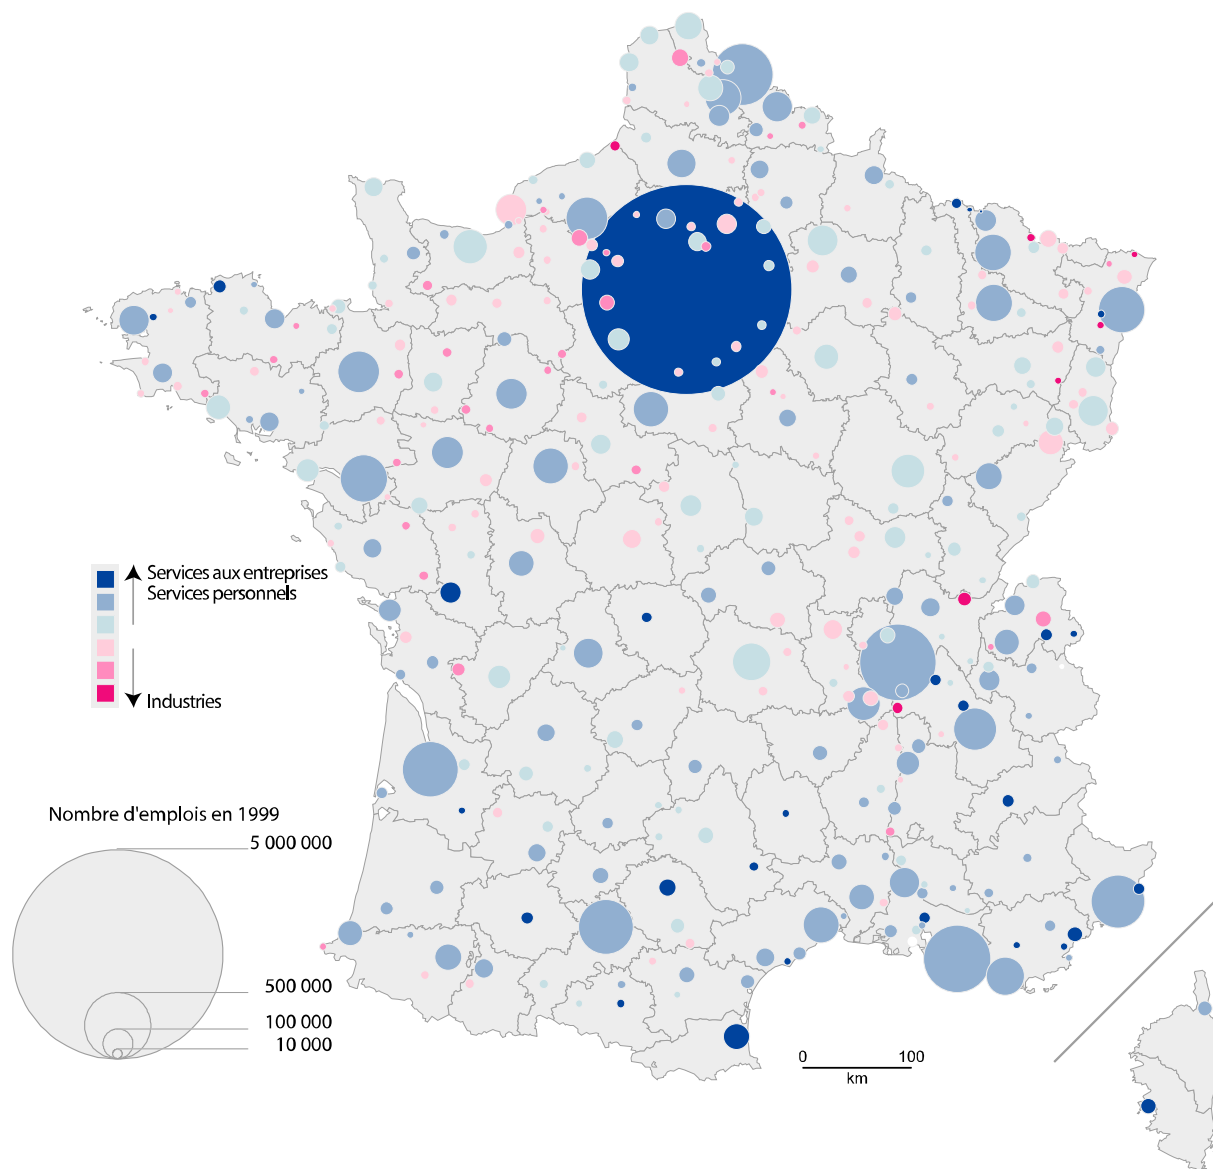 Services aux entreprises
Services personnels
Industries
Nombre d'emplois en 1999
5 000 000
500 000
100 000
10 000
0 100
km